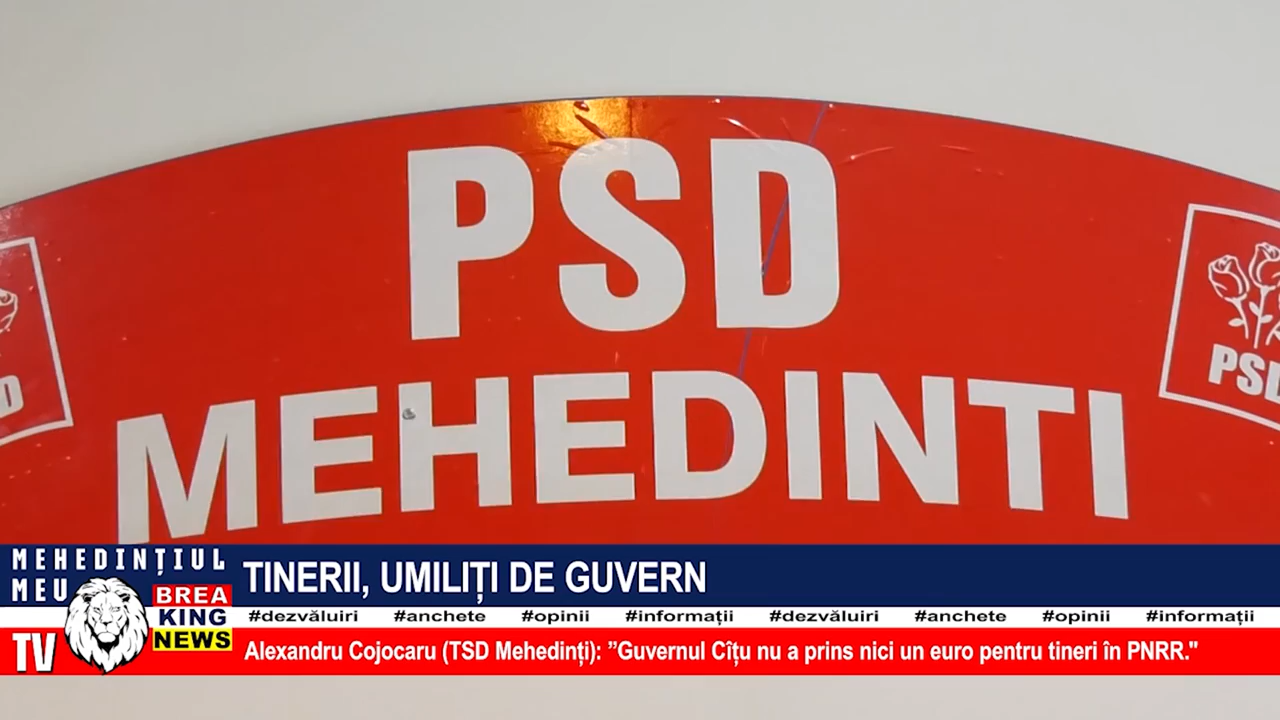 PSD
MEHEDINTI
D
PSD
MEHEDINȚIUL
MEU
TV
BREA
KING
NEWS
TINERII, UMILIȚI DE GUVERN
#dezvăluiri #anchete #opinii #informații #dezvăluiri #anchete #opinii #informații
Alexandru Cojocaru (TSD Mehedinți): ”Guvernul Cîțu nu a prins nici un euro pentru tineri în PNRR."